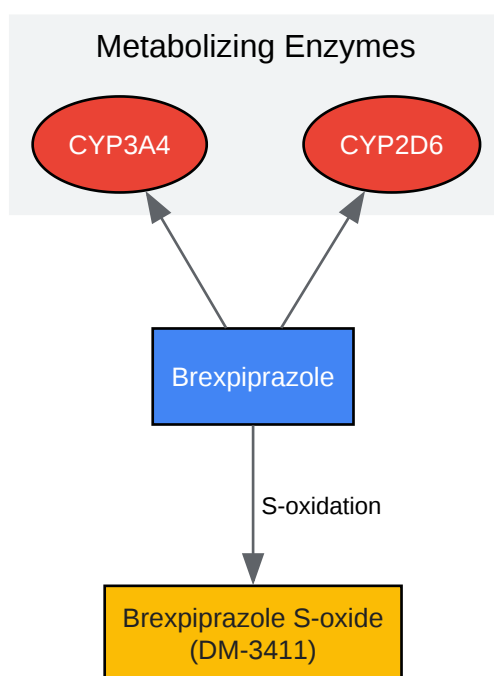 Metabolizing Enzymes
CYP3A4
CYP2D6
Brexpiprazole
S-oxidation
Brexpiprazole S-oxide
(DM-3411)